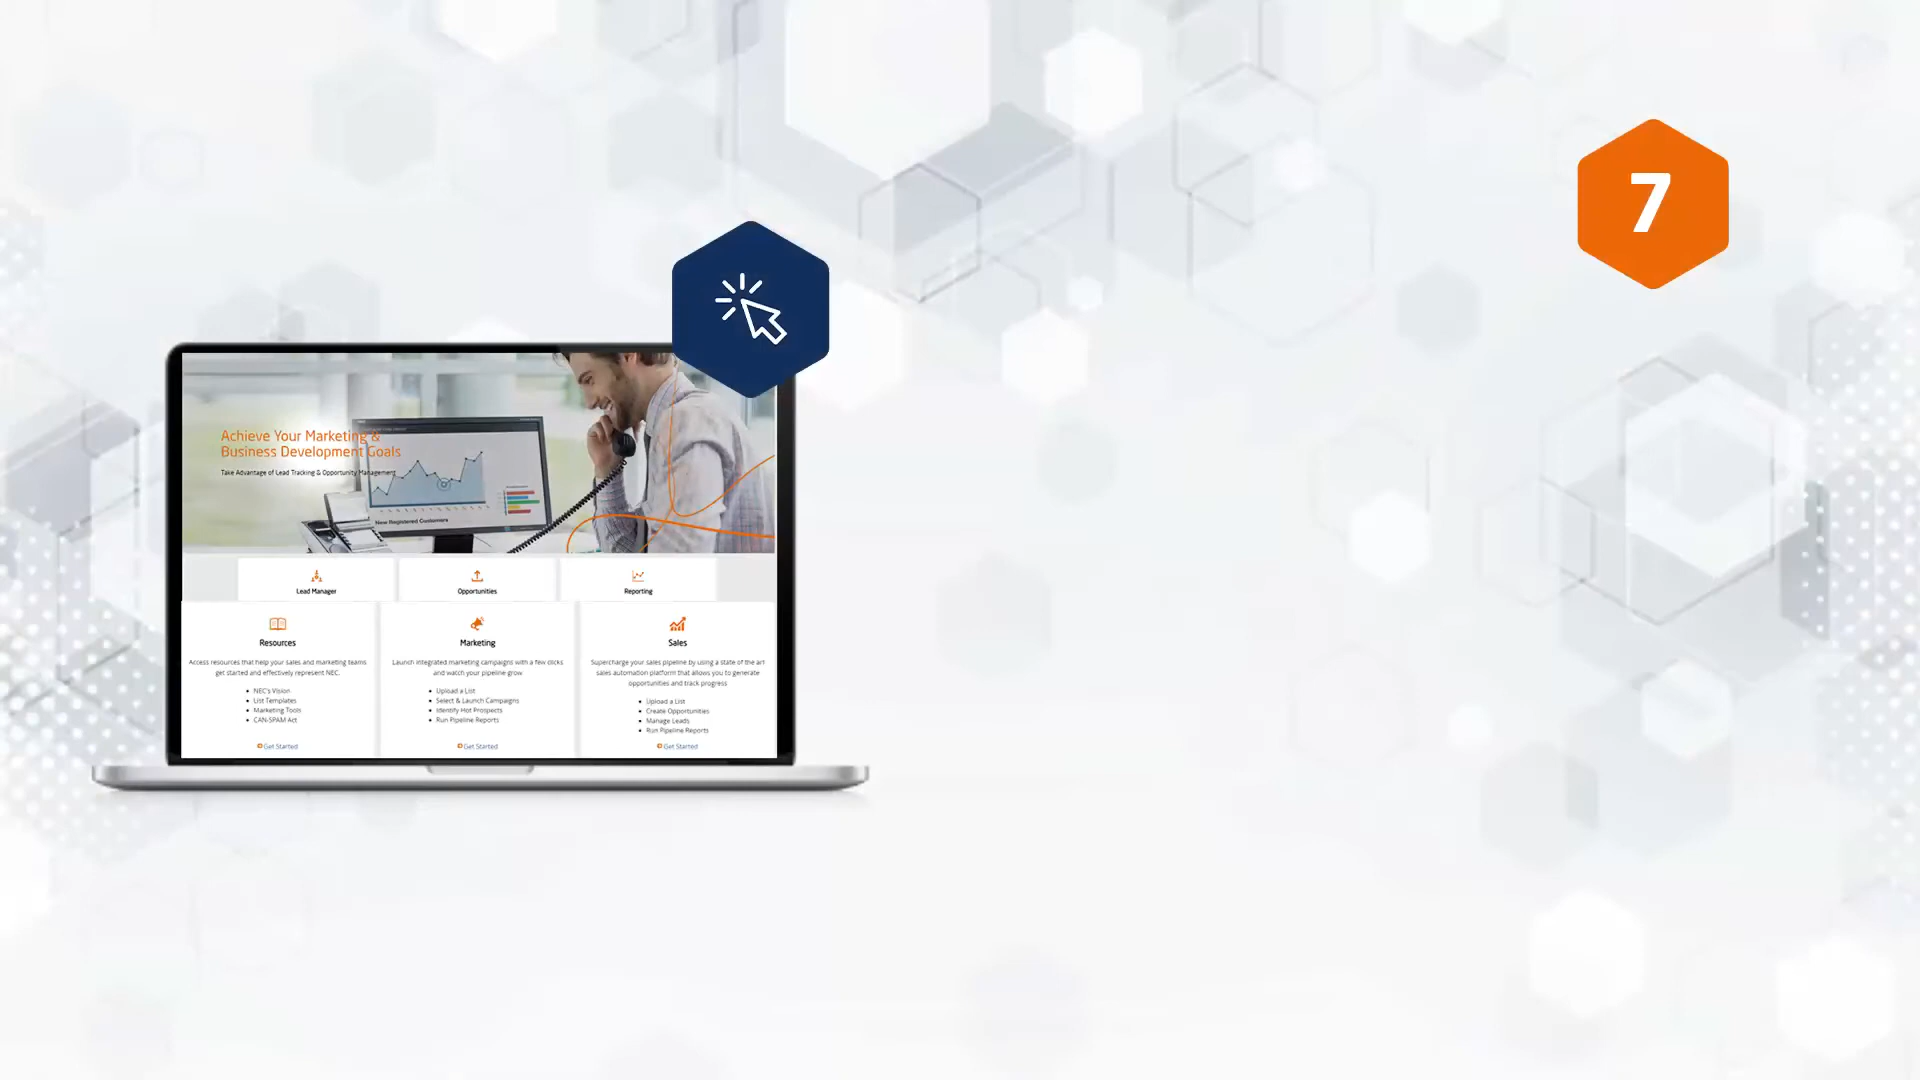 7
Achieve Your Marketing &
Business Development Goals
Take Advantage of Lead Tracking & Opportunity Management
New Registered Customers
Lead Manager
Opportunities
Reporting
Resources
Access resources that help your sales and marketing teams
get started and effectively represent NEC.
• NEC's Vision
• List Templates
• Marketing Tools
• CAN-SPAM Act
Get Started
Marketing
Launch integrated marketing campaigns with a few clicks
and watch your pipeline grow
• Upload a List
• Select & Launch Campaigns
• Identify Hot Prospects
• Run Pipeline Reports
Get Started
Sales
Supercharge your sales pipeline by using a state of the art
sales automation platform that allows you to generate
opportunities and track progress
• Upload a List
• Create Opportunities
• Manage Leads
• Run Pipeline Reports
Get Started